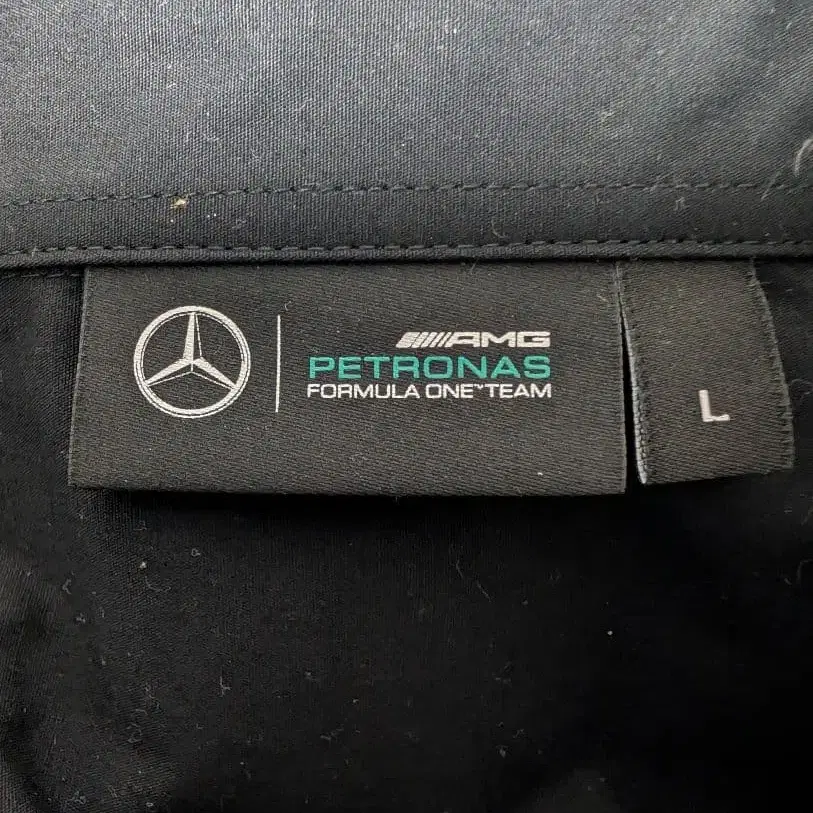 AMG
PETRONAS
FORMULA ONE™ TEAM
L